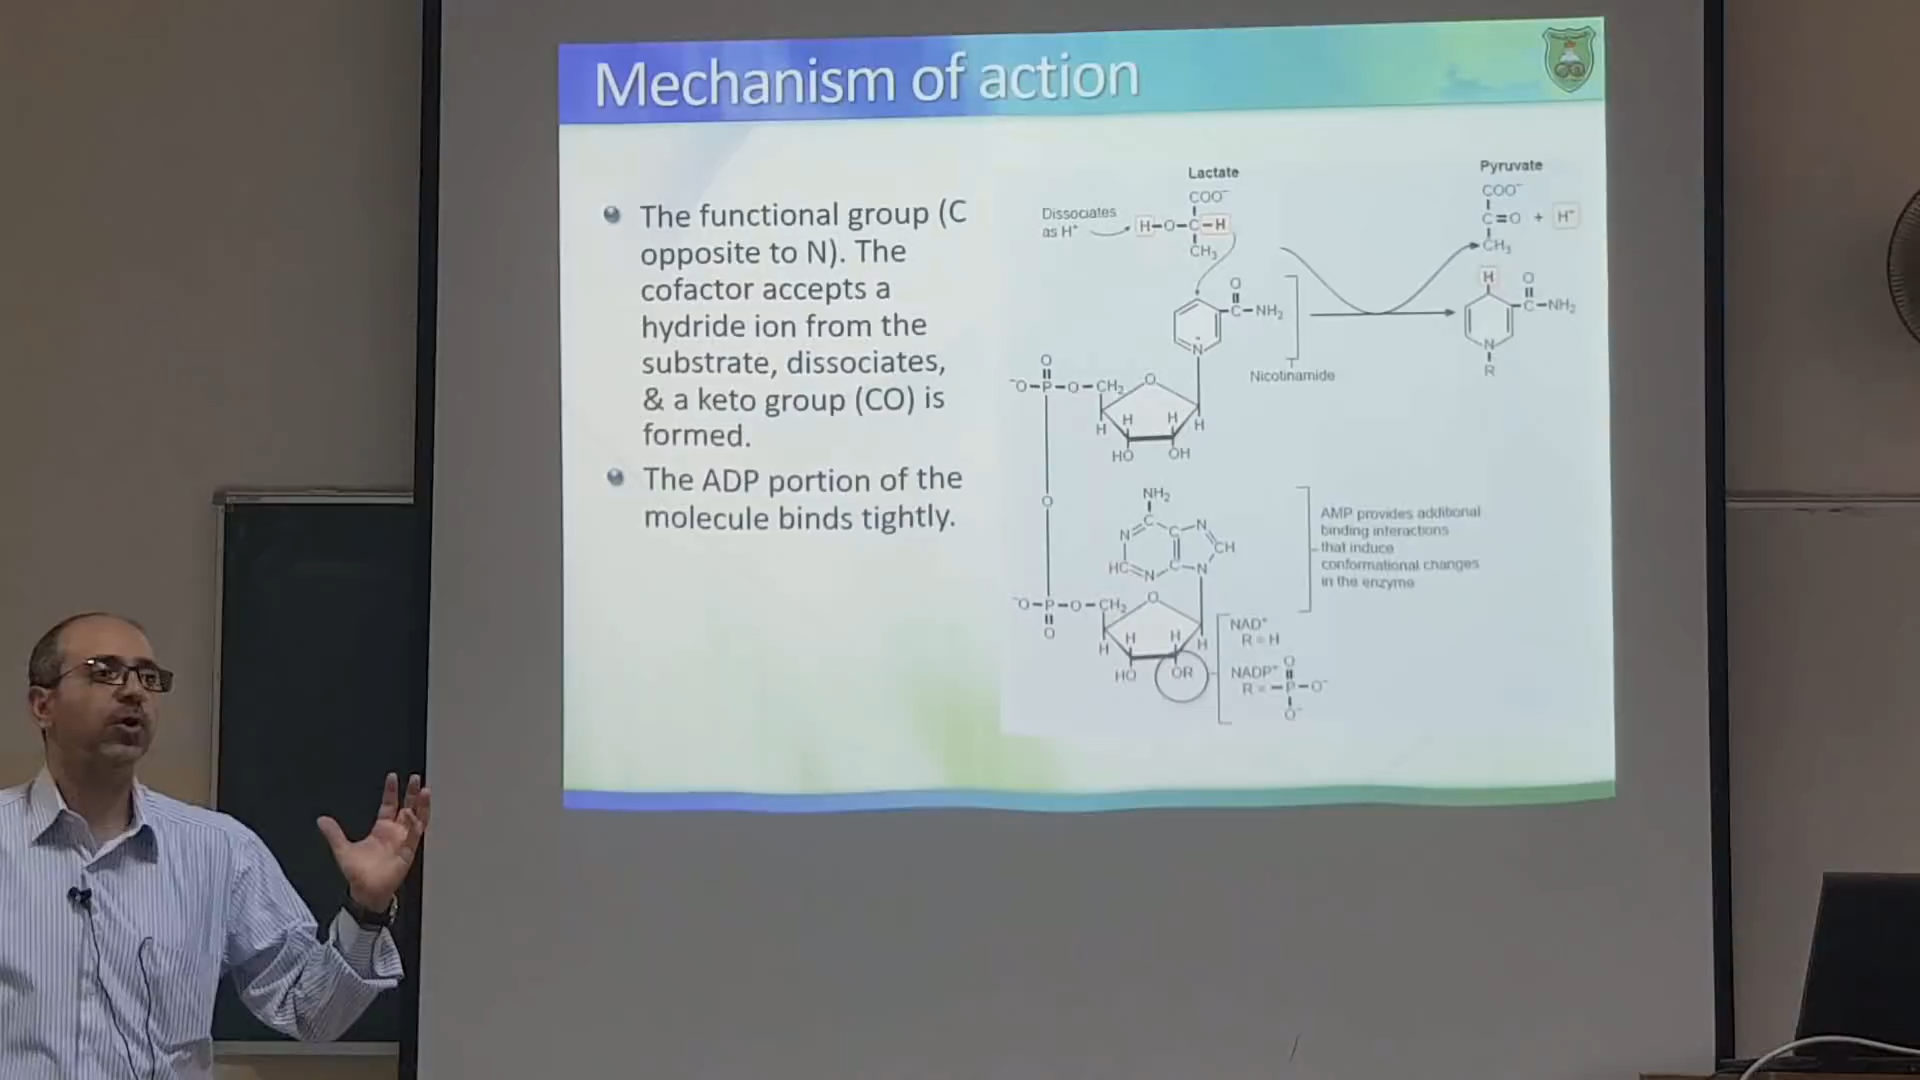 Mechanism of action
The functional group (C
opposite to N). The
cofactor accepts a
hydride ion from the
substrate, dissociates,
& a keto group (CO) is
formed.
The ADP portion of the
molecule binds tightly.
Lactate
COO⁻
Dissociates
as H⁺
H-O-C-H
CH₃
Pyruvate
COO⁻
C=O + H⁺
CH₃
O
C-NH₂
N
Nicotinamide
H
O
C-NH₂
N
R
O
⁻O-P-O-CH₂
O
H
H
H
H
HO
OH
O
NH₂
N
C
C
N
CH
HC
N
C
N
AMP provides additional
binding interactions
that induce
conformational changes
in the enzyme
⁻O-P-O-CH₂
O
O
H
H
H
H
HO
OR
NAD⁺
R=H
NADP⁺
O
R=-P-O⁻
O⁻